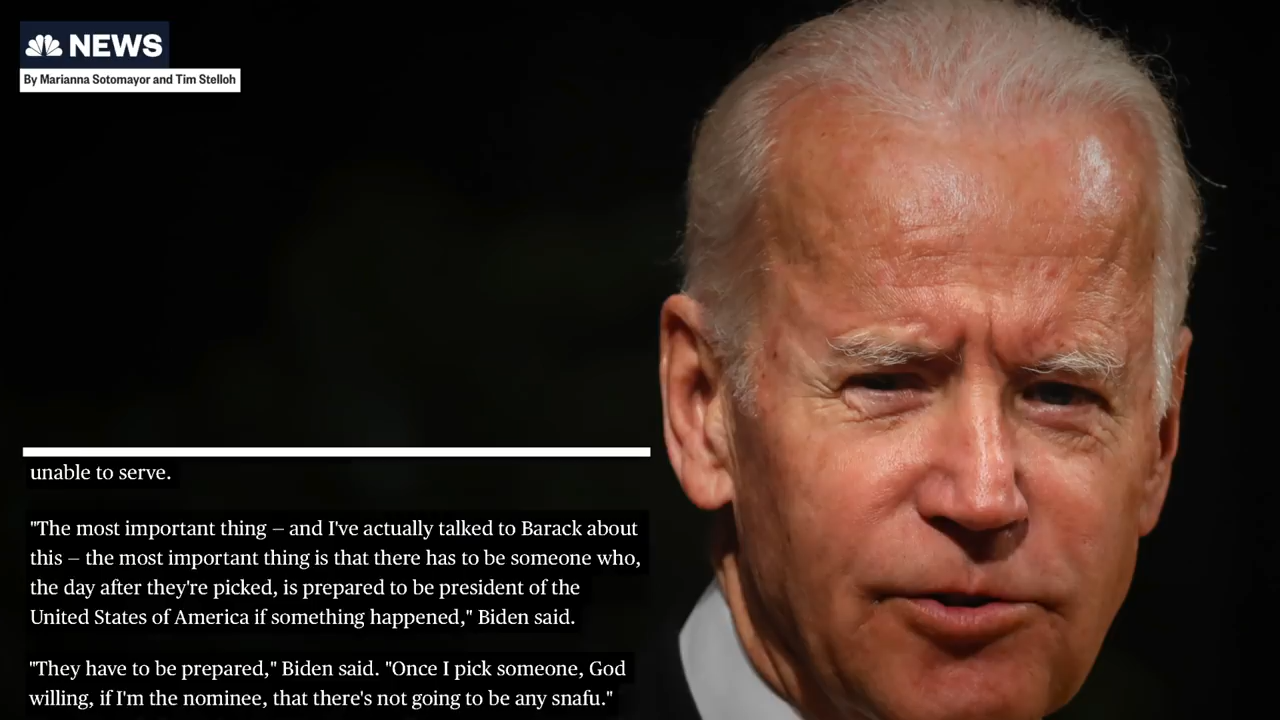 NEWS
By Marianna Sotomayor and Tim Stelloh
unable to serve.
"The most important thing – and I've actually talked to Barack about
this – the most important thing is that there has to be someone who,
the day after they're picked, is prepared to be president of the
United States of America if something happened," Biden said.
"They have to be prepared," Biden said. "Once I pick someone, God
willing, if I'm the nominee, that there's not going to be any snafu."